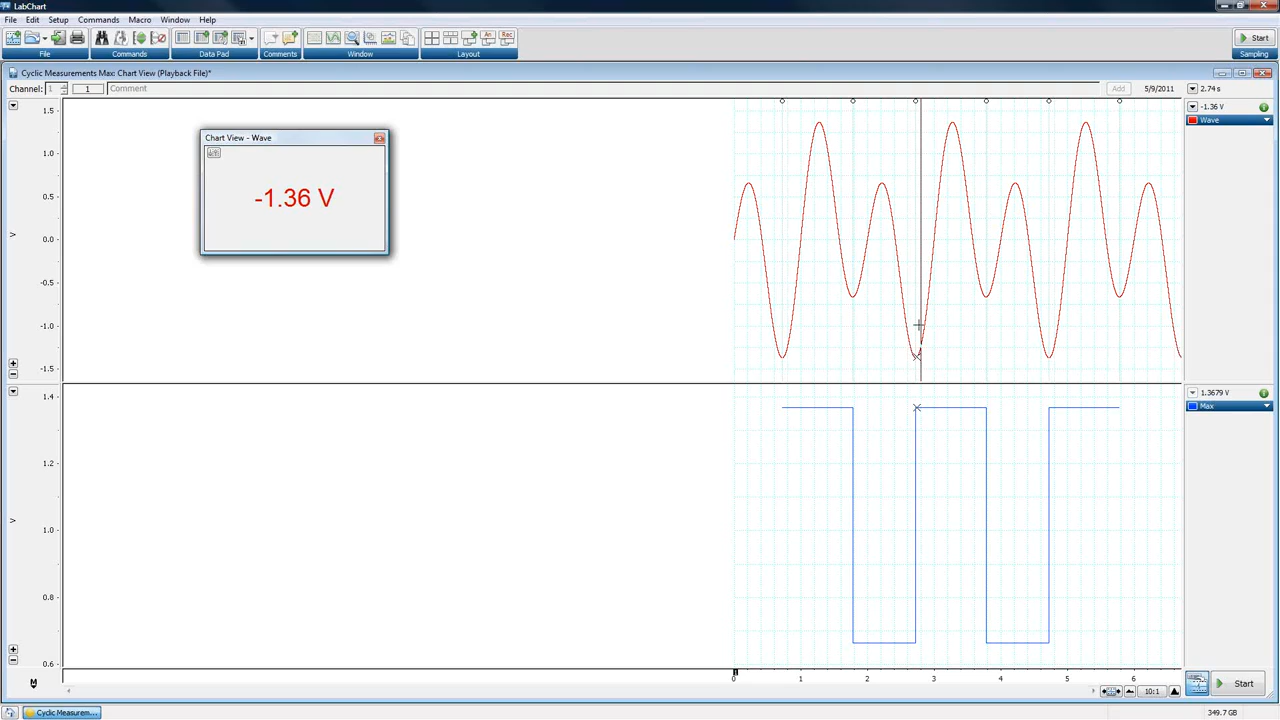 LabChart
File Edit Setup Commands Macro Window Help
File Commands Data Pad Comments Window Layout
Start
Sampling
Cyclic Measurements Max: Chart View (Playback File)*
Channel: 1 1 Comment Add 5/9/2011 2.74 s
1.5
1.0
0.5
0.0
-0.5
-1.0
-1.5
V
Chart View - Wave
-1.36 V
-1.36 V
Wave
1.4
1.2
1.0
0.8
0.6
V
1.3679 V
Max
0 1 2 3 4 5 6
M
10:1
Start
Cyclic Measurem...
349.7 GB